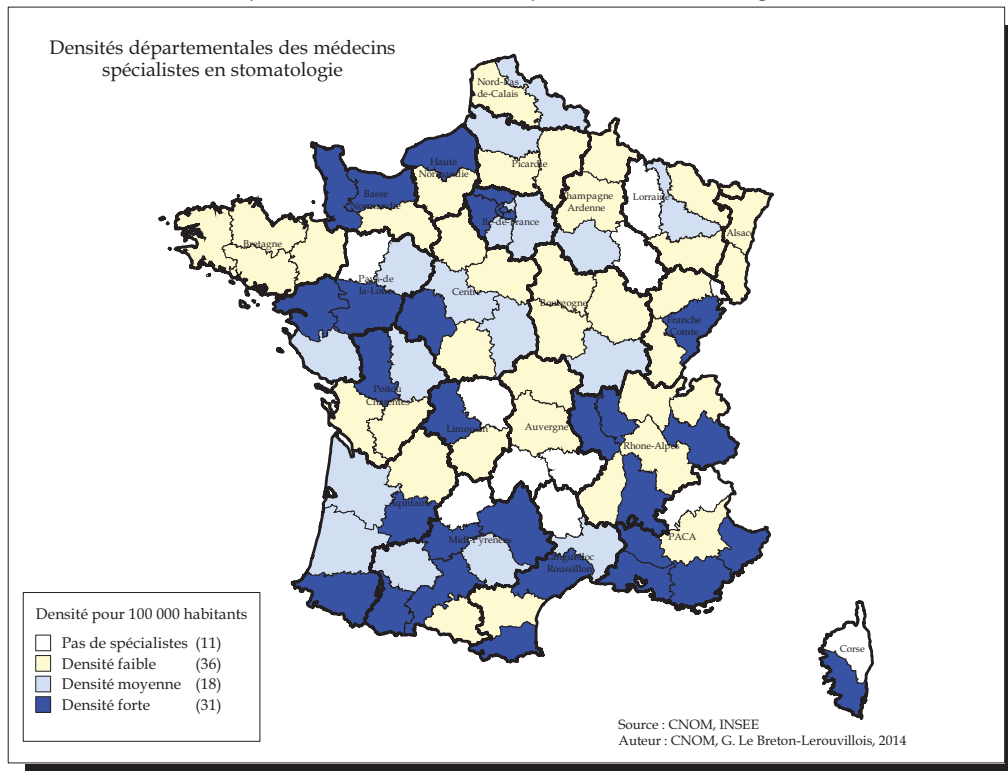 Densités départementales des médecins
spécialistes en stomatologie
Nord-Pas
de-Calais
Picardie
Haute
Normandie
Basse
Normandie
Champagne
Ardenne
Lorraine
Alsace
Ile-de-France
Bretagne
Pays-de
la-Loire
Centre
Bourgogne
Franche
Comte
Poitou
Charentes
Limousin
Auvergne
Rhone-Alpes
Aquitaine
Midi-Pyrenees
Languedoc
Roussillon
PACA
Corse
Densité pour 100 000 habitants
Pas de spécialistes (11)
Densité faible (36)
Densité moyenne (18)
Densité forte (31)
Source : CNOM, INSEE
Auteur : CNOM, G. Le Breton-Lerouvillois, 2014